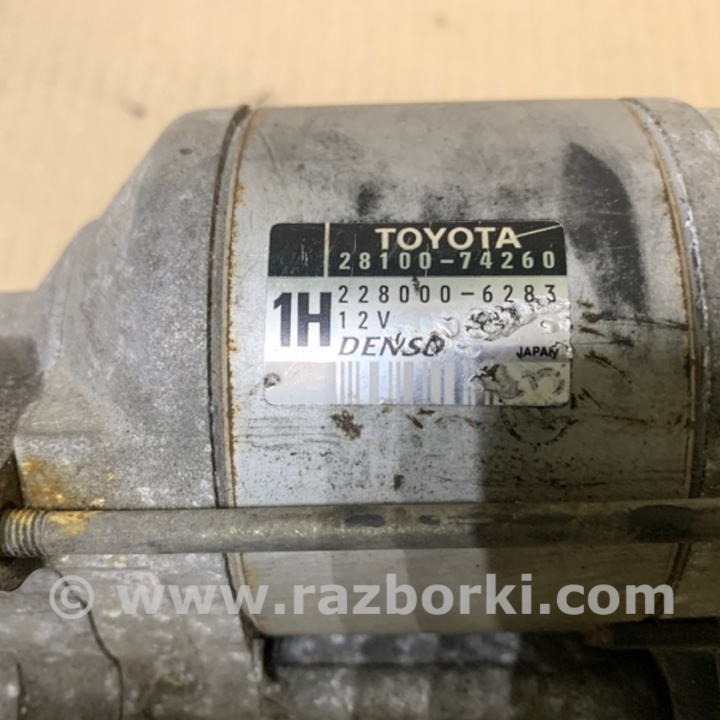 TOYOTA
28100-74260
1H
228000-6283
12V
DENSO
JAPAN
© www.razborki.com